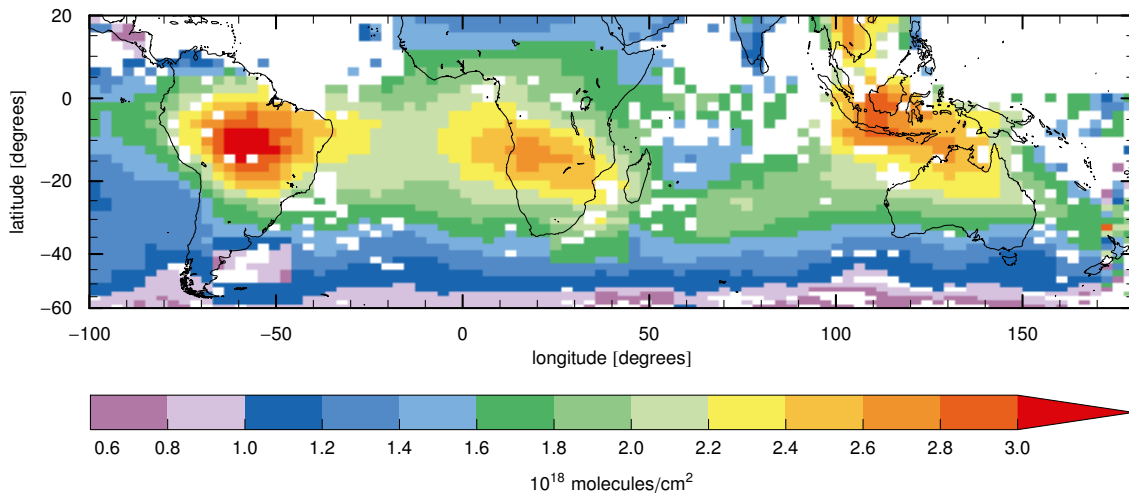 20
0
−20
−40
−60
latitude [degrees]
−100 −50 0 50 100 150
longitude [degrees]
0.6 0.8 1.0 1.2 1.4 1.6 1.8 2.0 2.2 2.4 2.6 2.8 3.0
10¹⁸ molecules/cm²